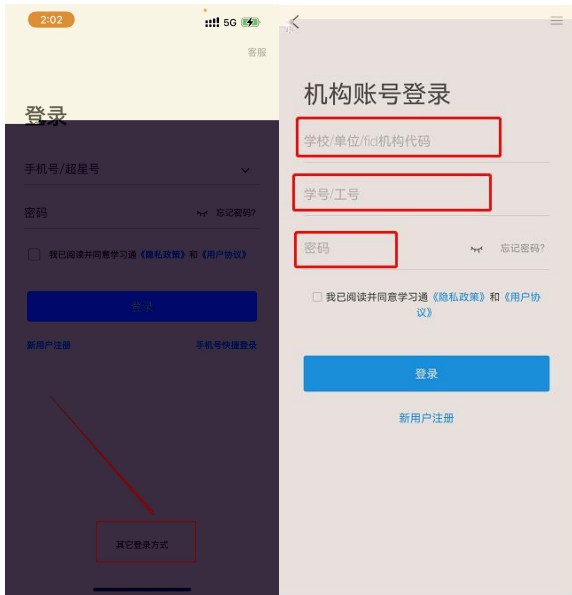 2:02
5G
客服
登录
手机号/超星号
密码
忘记密码?
我已阅读并同意学习通《隐私政策》和《用户协议》
登录
新用户注册
手机号快捷登录
其它登录方式
机构账号登录
学校/单位/fid机构代码
学号/工号
密码
忘记密码?
我已阅读并同意学习通《隐私政策》和《用户协
议》
登录
新用户注册